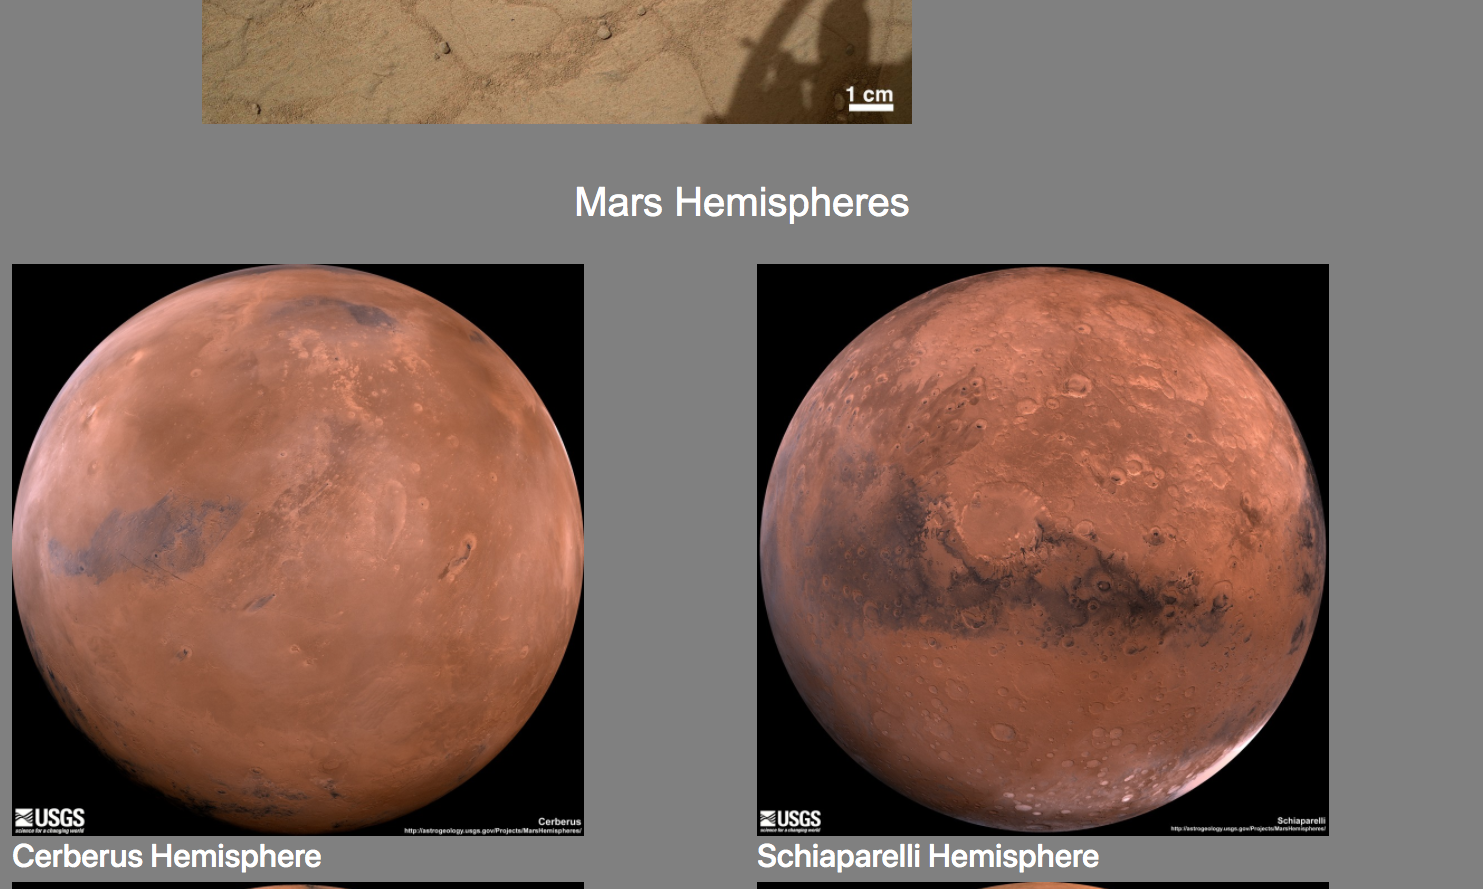 1 cm
Mars Hemispheres
USGS
science for a changing world
Cerberus
http://astrogeology.usgs.gov/Projects/MarsHemispheres/
USGS
science for a changing world
Schiaparelli
http://astrogeology.usgs.gov/Projects/MarsHemispheres/
Cerberus Hemisphere
Schiaparelli Hemisphere